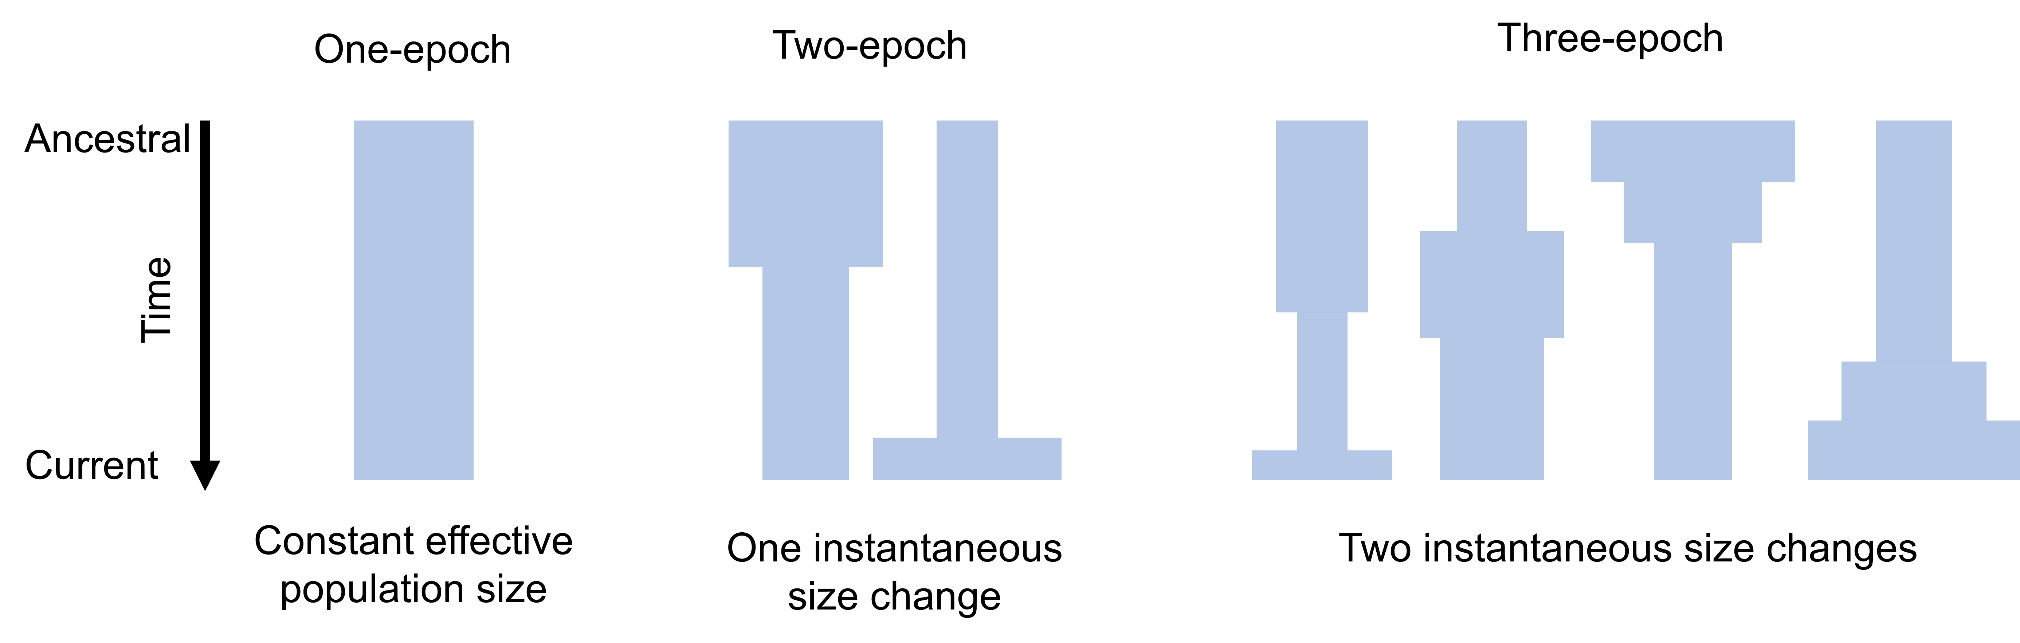 One-epoch
Two-epoch
Three-epoch
Ancestral
Time
Current
Constant effective
population size
One instantaneous
size change
Two instantaneous size changes